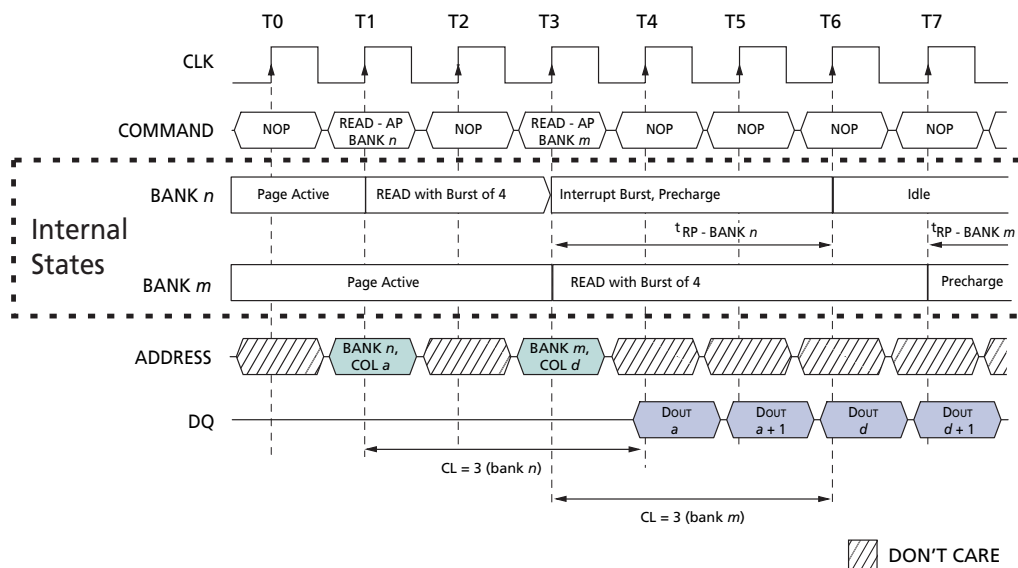 T0 T1 T2 T3 T4 T5 T6 T7
CLK
COMMAND NOP READ - AP BANK n NOP READ - AP BANK m NOP NOP NOP NOP
Internal States
BANK n Page Active READ with Burst of 4 Interrupt Burst, Precharge Idle
tRP - BANK n tRP - BANK m
BANK m Page Active READ with Burst of 4 Precharge
ADDRESS BANK n, COL a BANK m, COL d
DQ DOUT a DOUT a + 1 DOUT d DOUT d + 1
CL = 3 (bank n)
CL = 3 (bank m)
DON'T CARE